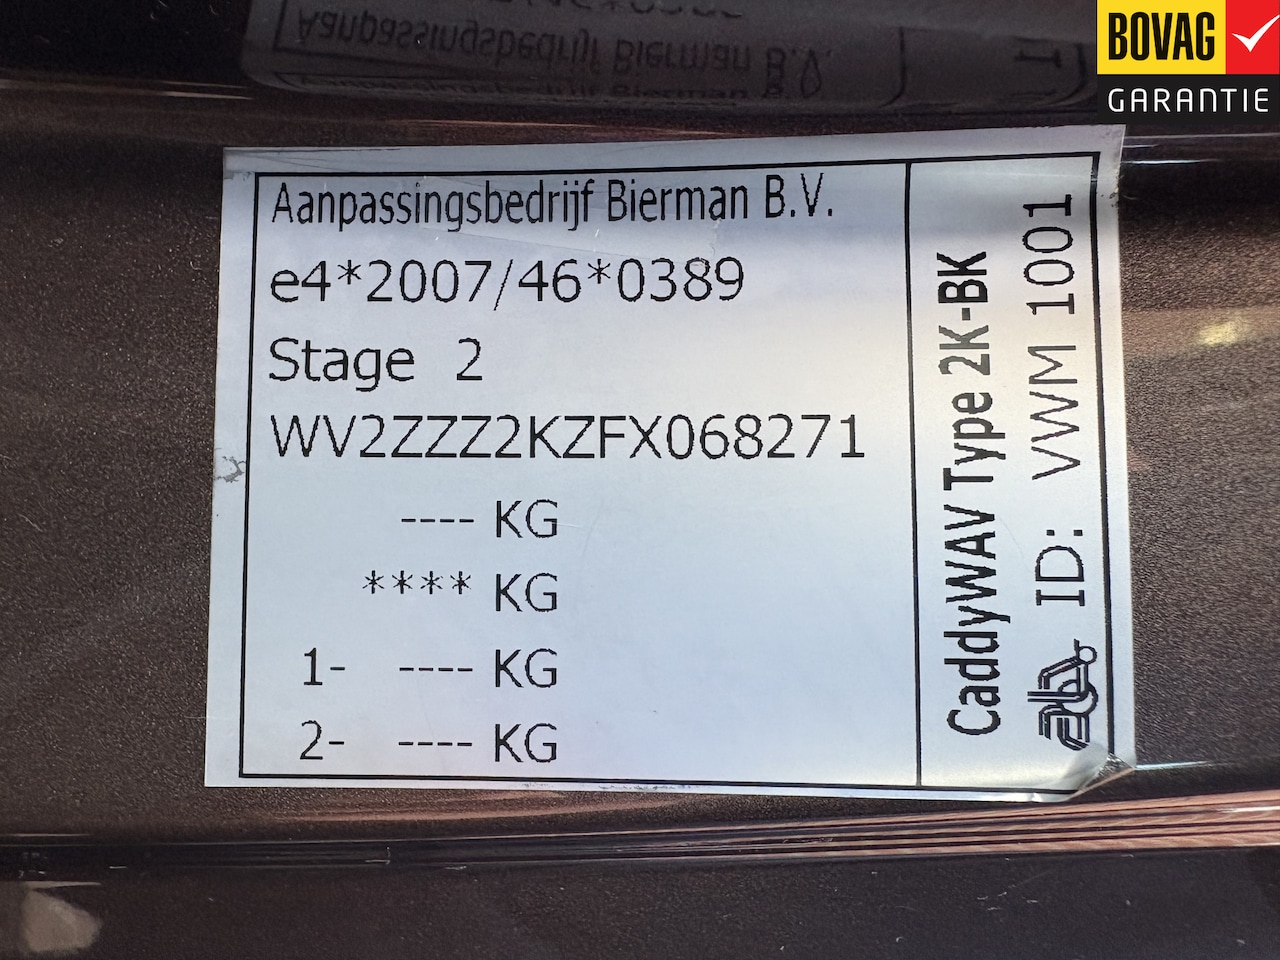 BOVAG
GARANTIE
Aanpassingsbedrijf Bierman B.V.
e4*2007/46*0389
Stage 2
WV2ZZZ2KZFX068271
---- KG
**** KG
1- ---- KG
2- ---- KG
CaddyWAV Type 2K-BK
ID: VWM 1001